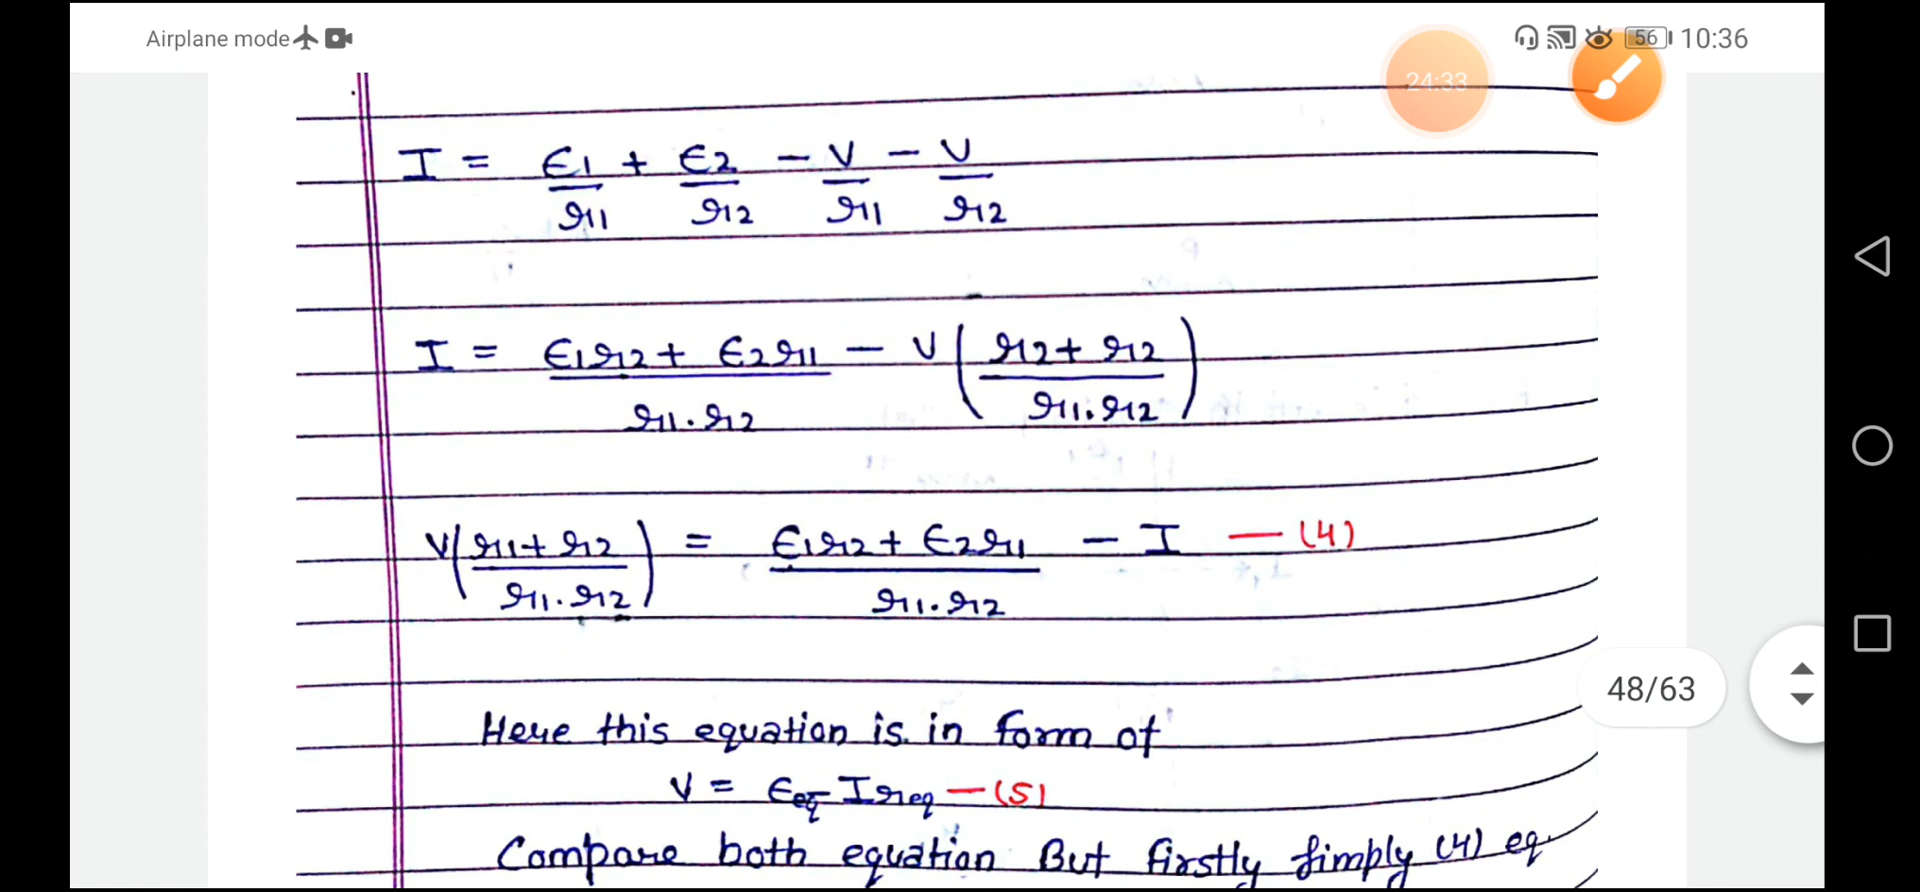 Airplane mode 56 10:36
24:33
I = ε1/r1 + ε2/r2 - V/r1 - V/r2
I = ε1r2 + ε2r1/r1.r2 - V(r2 + r2/r1.r2)
V(r1 + r2/r1.r2) = ε1r2 + ε2r1/r1.r2 - I — (4)
48/63
Here this equation is in form of
V = εeq - Ireq — (5)
Compare both equation But firstly simply (4) eq.